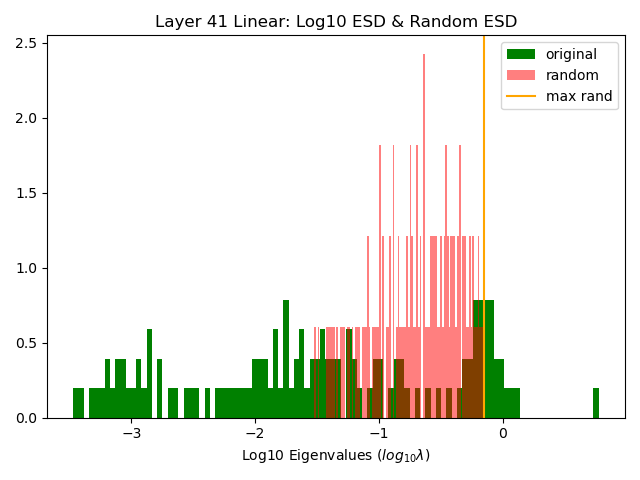 Layer 41 Linear: Log10 ESD & Random ESD
2.5
2.0
1.5
1.0
0.5
0.0
original
random
max rand
−3
−2
−1
0
Log10 Eigenvalues (log₁₀λ)